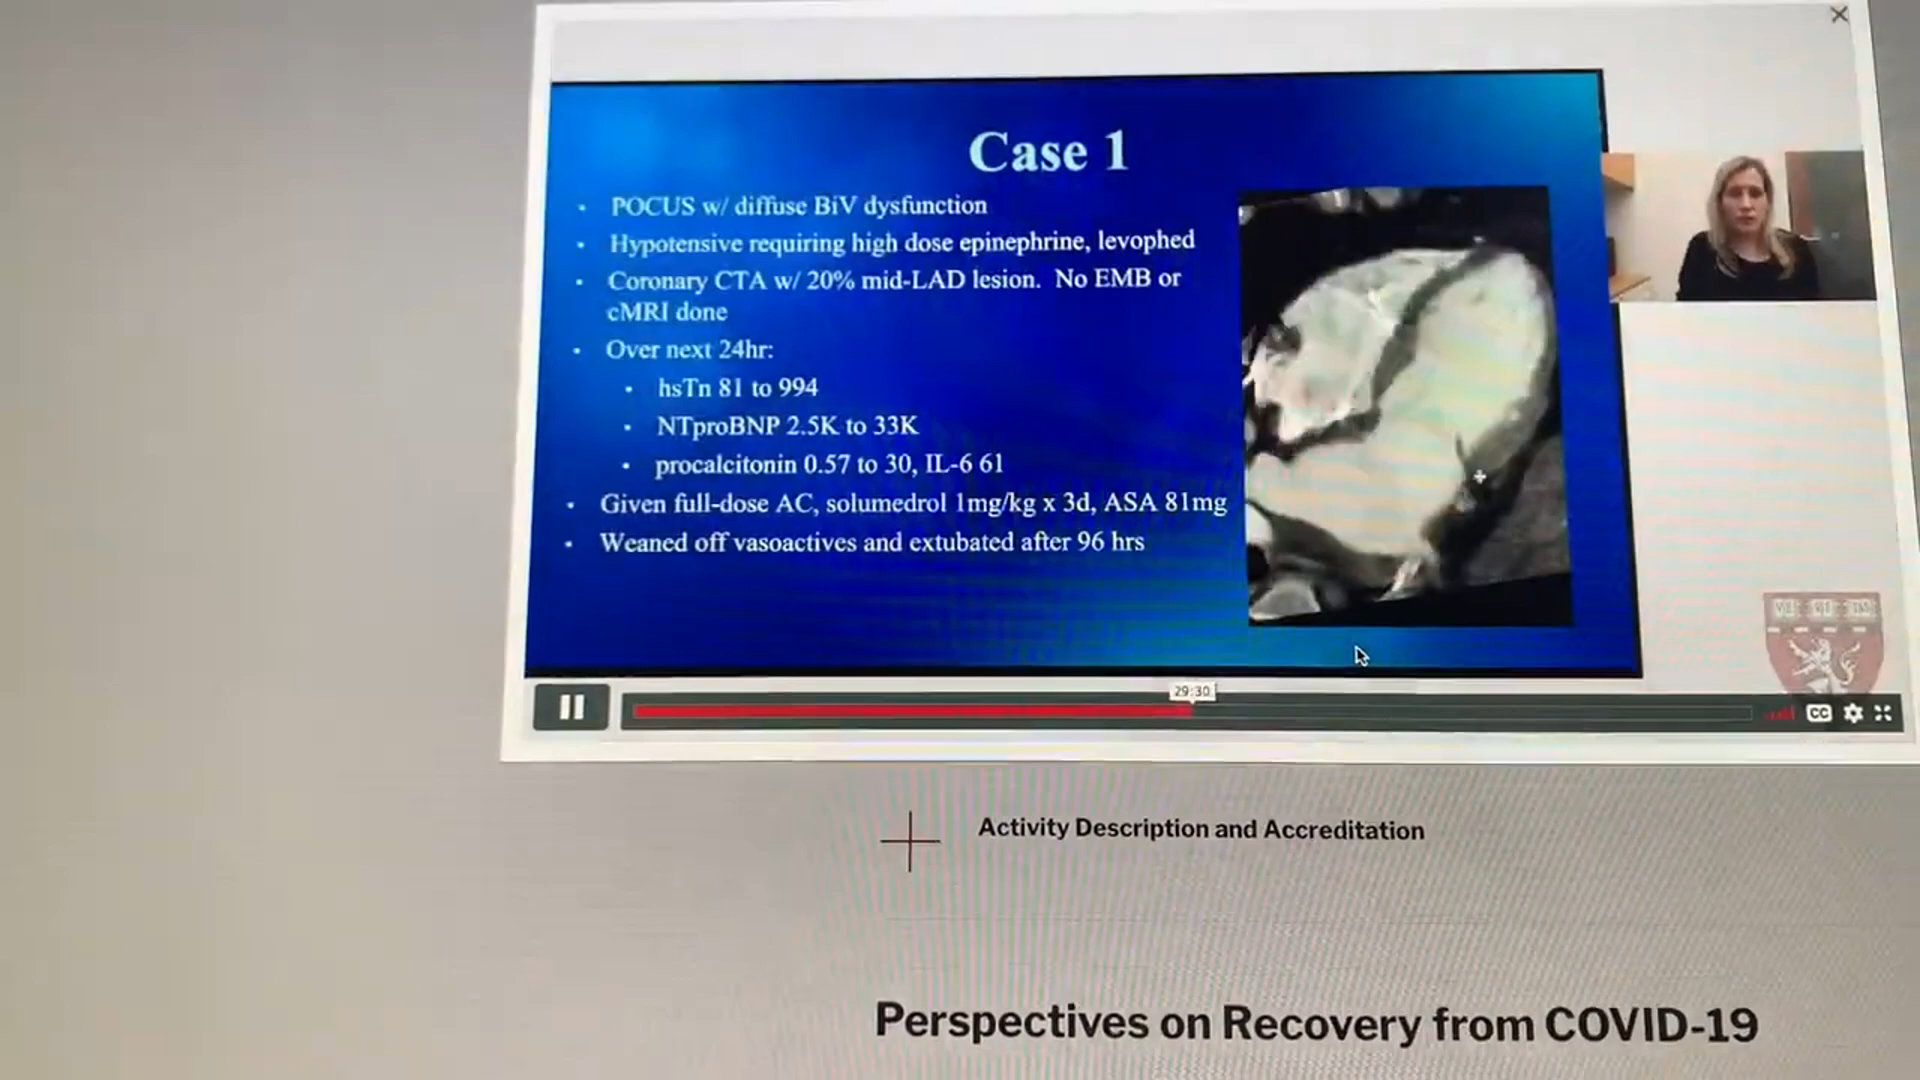 Case 1
• POCUS w/ diffuse BiV dysfunction
• Hypotensive requiring high dose epinephrine, levophed
• Coronary CTA w/ 20% mid-LAD lesion. No EMB or
cMRI done
• Over next 24hr:
• hsTn 81 to 994
• NTproBNP 2.5K to 33K
• procalcitonin 0.57 to 30, IL-6 61
• Given full-dose AC, solumedrol 1mg/kg x 3d, ASA 81mg
• Weaned off vasoactives and extubated after 96 hrs
29:30
CC
Activity Description and Accreditation
Perspectives on Recovery from COVID-19